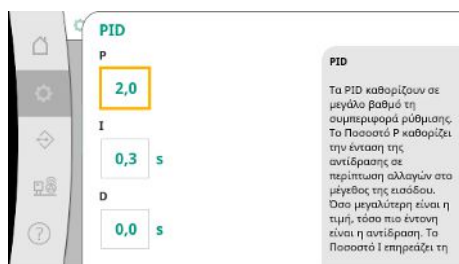 PID
P
2,0
I
0,3 s
D
0,0 s
PID
Τα PID καθορίζουν σε
μεγάλο βαθμό τη
συμπεριφορά ρύθμισης.
Το Ποσοστό P καθορίζει
την ένταση της
αντίδρασης σε
περίπτωση αλλαγών στο
μέγεθος της εισόδου.
Όσο μεγαλύτερη είναι η
τιμή, τόσο πιο έντονη
είναι η αντίδραση. Το
Ποσοστό I επηρεάζει τη
?